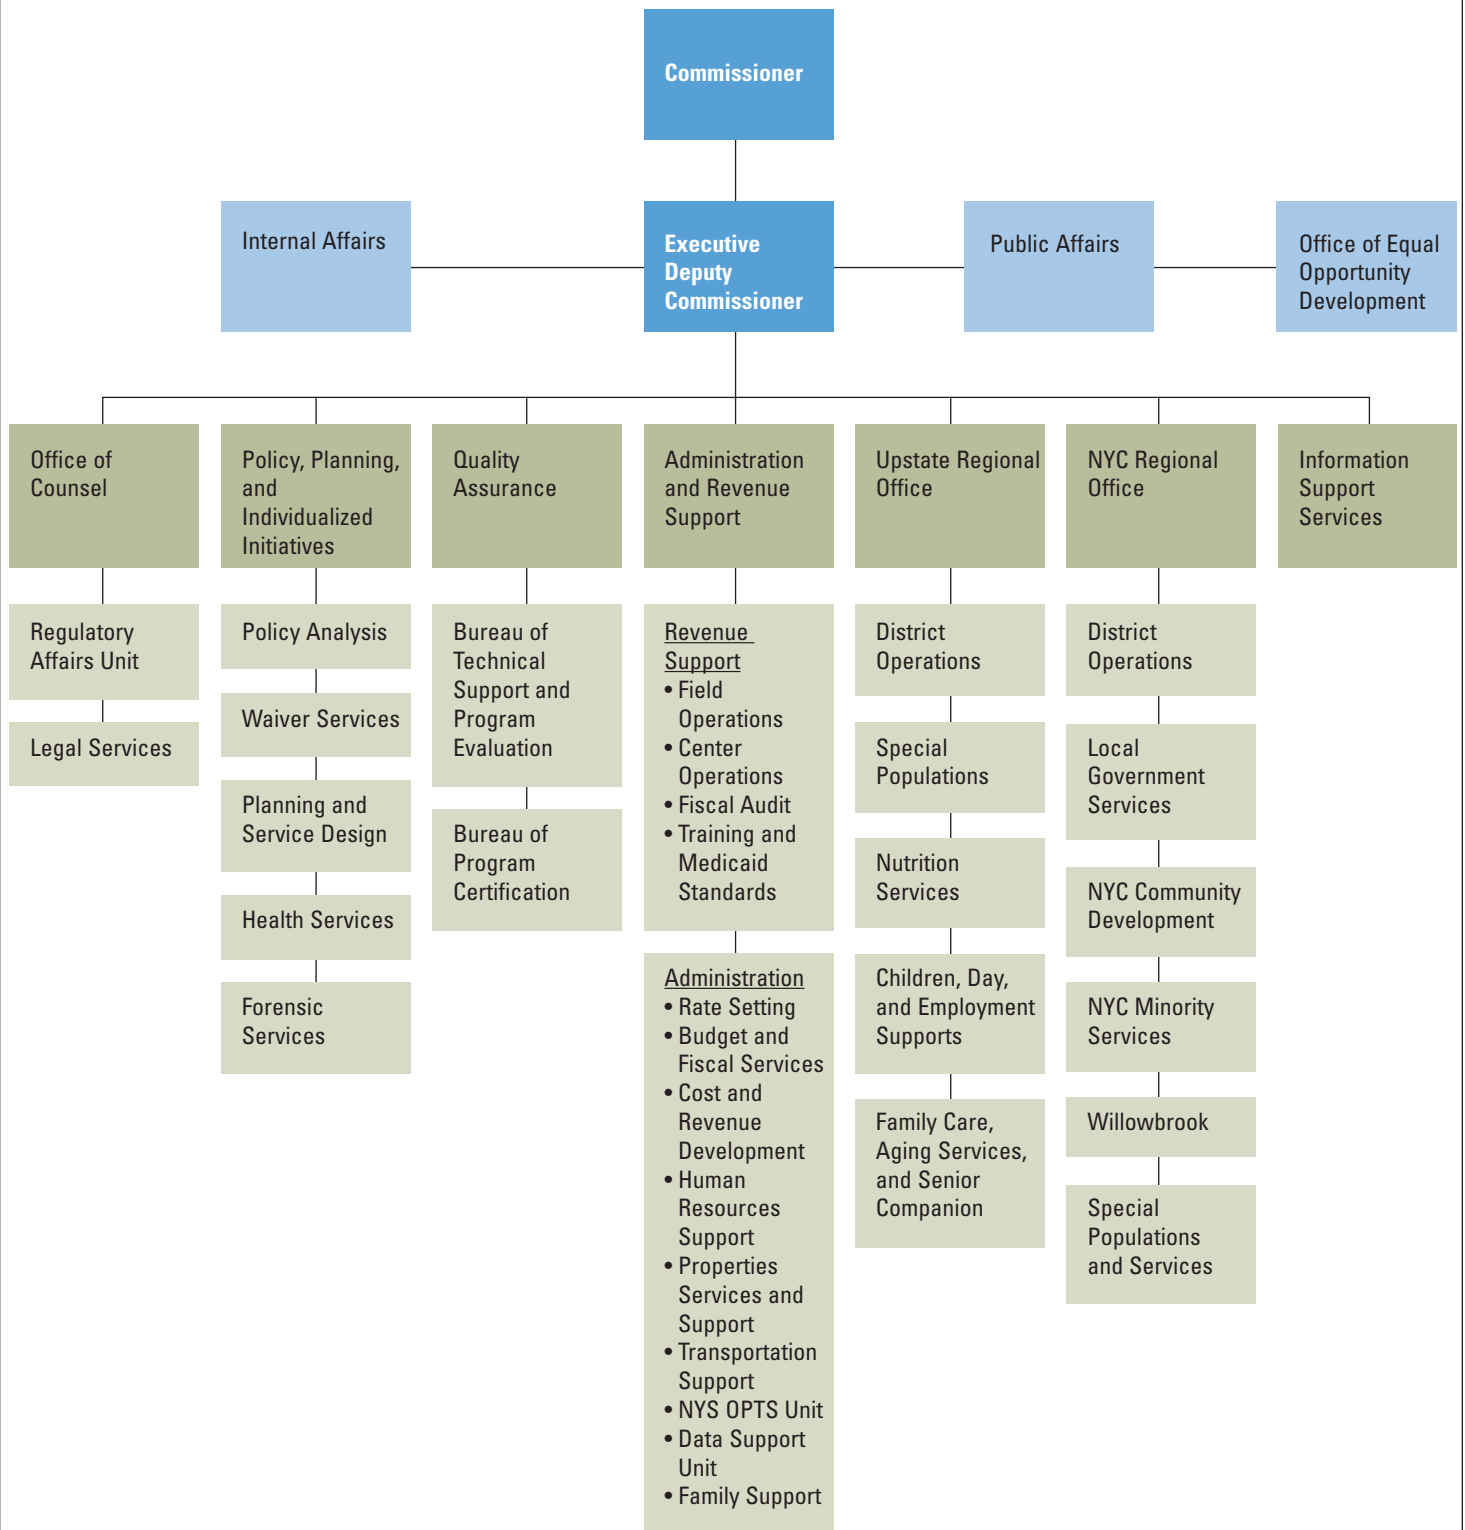 Commissioner
Internal Affairs
Executive
Deputy
Commissioner
Public Affairs
Office of Equal
Opportunity
Development
Office of
Counsel
Policy, Planning,
and
Individualized
Initiatives
Quality
Assurance
Administration
and Revenue
Support
Upstate Regional
Office
NYC Regional
Office
Information
Support
Services
Regulatory
Affairs Unit
Legal Services
Policy Analysis
Waiver Services
Planning and
Service Design
Health Services
Forensic
Services
Bureau of
Technical
Support and
Program
Evaluation
Bureau of
Program
Certification
Revenue
Support
• Field
Operations
• Center
Operations
• Fiscal Audit
• Training and
Medicaid
Standards
Administration
• Rate Setting
• Budget and
Fiscal Services
• Cost and
Revenue
Development
• Human
Resources
Support
• Properties
Services and
Support
• Transportation
Support
• NYS OPTS Unit
• Data Support
Unit
• Family Support
District
Operations
Special
Populations
Nutrition
Services
Children, Day,
and Employment
Supports
Family Care,
Aging Services,
and Senior
Companion
District
Operations
Local
Government
Services
NYC Community
Development
NYC Minority
Services
Willowbrook
Special
Populations
and Services